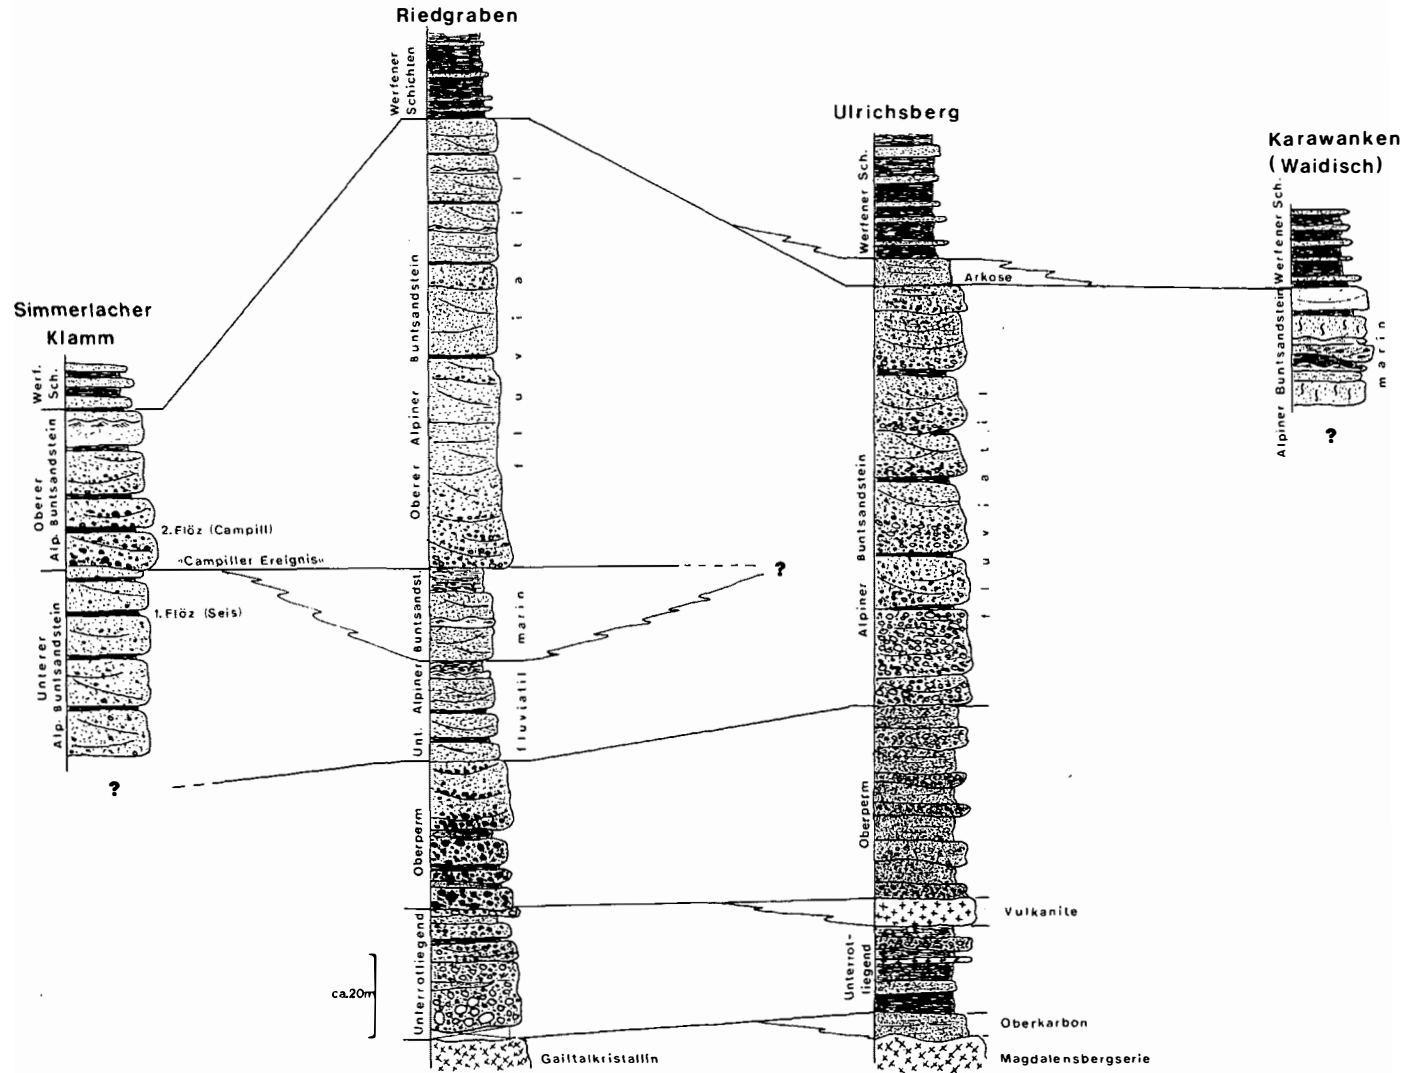 Riedgraben
Werfener
Schichten
Oberer Alpiner Buntsandstein
fluviatil
Unt. Alpiner Buntsandst.
marin
fluviatil
Oberperm
Unterrotliegend
ca.20m
Gailtalkristallin
Simmerlacher
Klamm
Werf.
Sch.
Oberer
Alp. Buntsandstein
2.Flöz (Campill)
»Campiller Ereignis«
1.Flöz (Seis)
Unterer
Alp. Buntsandstein
?
?
Ulrichsberg
Werfener Sch.
Arkose
Alpiner Buntsandstein
fluviatil
Oberperm
Vulkanite
Unterrot-
liegend
Oberkarbon
Magdalensbergserie
Karawanken
(Waidisch)
Werfener Sch.
Alpiner Buntsandstein
marin
?